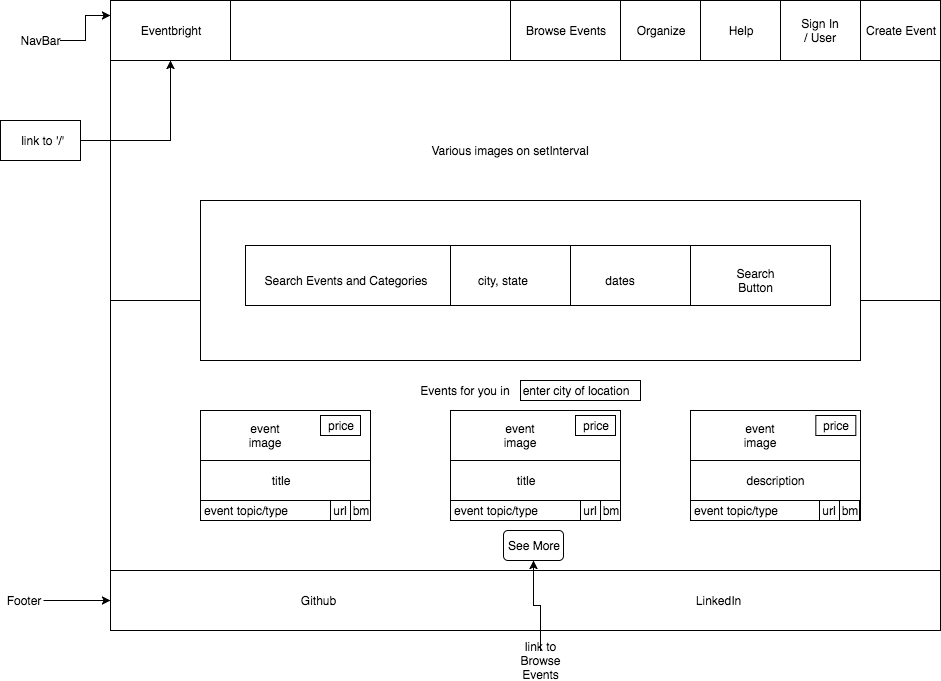 Eventbright
Browse Events
Organize
Help
Sign In
/ User
Create Event
NavBar
link to '/'
Various images on setInterval
Search Events and Categories
city, state
dates
Search
Button
Events for you in
enter city of location
event
image
price
event
image
price
event
image
price
title
title
description
event topic/type
url
bm
event topic/type
url
bm
event topic/type
url
bm
See More
Footer
Github
LinkedIn
link to
Browse
Events